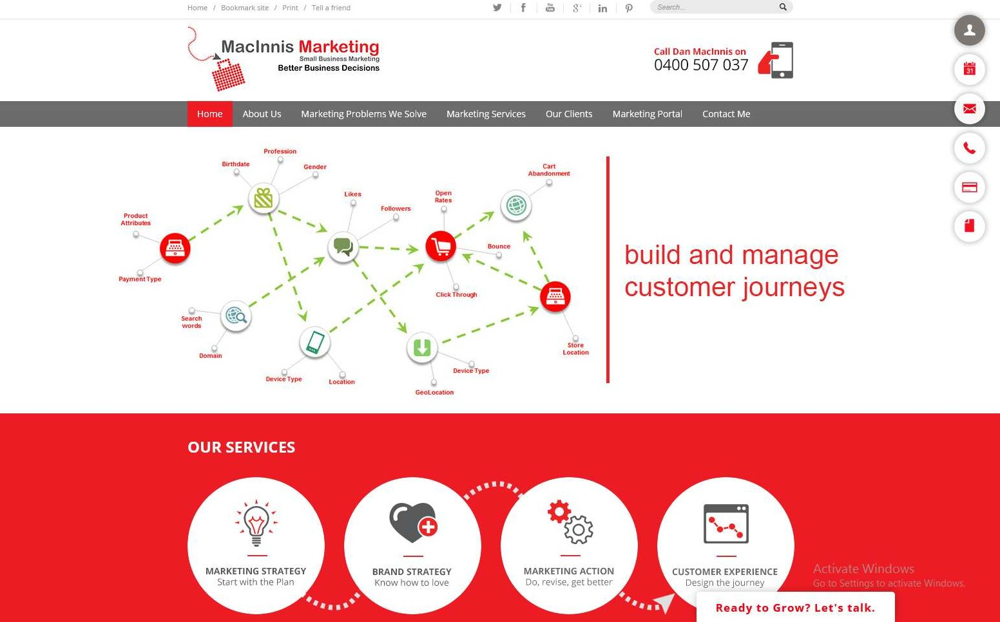 Home / Bookmark site / Print / Tell a friend
Search...
MacInnis Marketing
Small Business Marketing
Better Business Decisions
Call Dan MacInnis on
0400 507 037
31
Home
About Us
Marketing Problems We Solve
Marketing Services
Our Clients
Marketing Portal
Contact Me
Profession
Birthdate
Gender
Cart
Abandonment
Likes
Open
Rates
Followers
Product
Attributes
Bounce
Payment Type
Click Through
build and manage
customer journeys
Search
words
Domain
Store
Location
Device Type
Location
Device Type
GeoLocation
OUR SERVICES
MARKETING STRATEGY
Start with the Plan
BRAND STRATEGY
Know how to love
MARKETING ACTION
Do, revise, get better
CUSTOMER EXPERIENCE
Design the journey
Activate Windows
Go to Settings to activate Windows.
Ready to Grow? Let's talk.